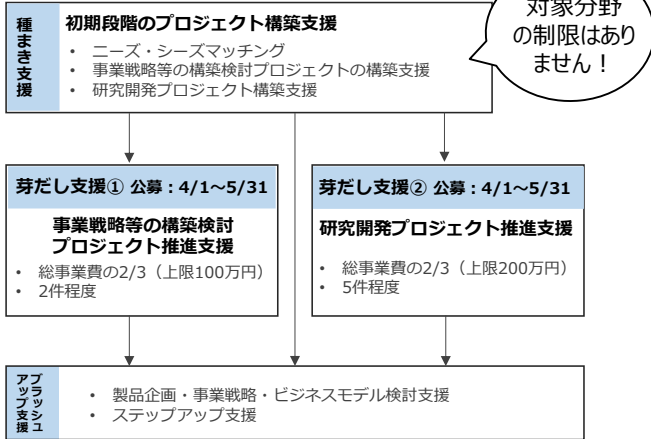 種まき支援
初期段階のプロジェクト構築支援
• ニーズ・シーズマッチング
• 事業戦略等の構築検討プロジェクトの構築支援
• 研究開発プロジェクト構築支援
対象分野
の制限はあり
ません！
芽だし支援① 公募：4/1～5/31
事業戦略等の構築検討
プロジェクト推進支援
• 総事業費の2/3（上限100万円）
• 2件程度
芽だし支援② 公募：4/1～5/31
研究開発プロジェクト推進支援
• 総事業費の2/3（上限200万円）
• 5件程度
ブラッシュ
アップ支援
• 製品企画・事業戦略・ビジネスモデル検討支援
• ステップアップ支援